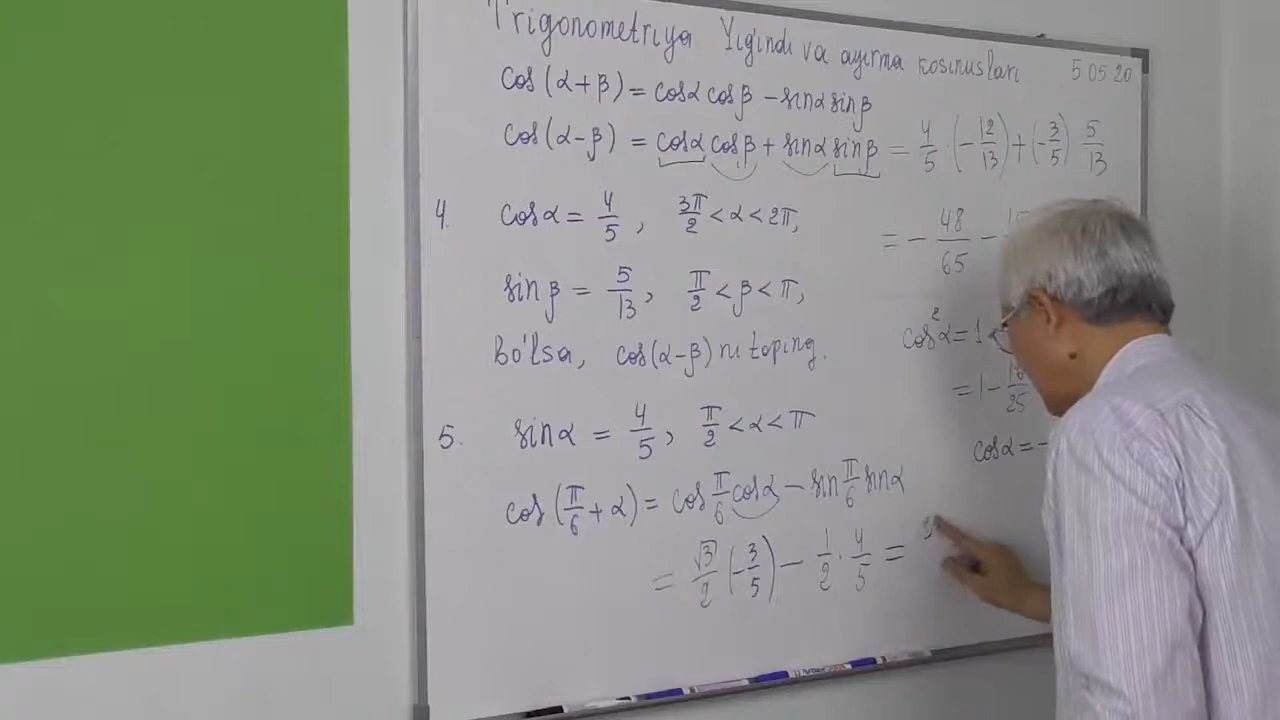 Trigonometriya Yig'indi va ayirma kosinuslari 5 05 20
cos(α+β) = cosα cosβ - sinα sinβ
cos(α-β) = cosα cosβ + sinα sinβ = 4/5 · (-12/13) + (-3/5) 5/13
= - 48/65 -
4. cosα = 4/5, 3π/2 < α < 2π,
sinβ = 5/13, π/2 < β < π,
cos²α = 1
Bo'lsa, cos(α-β) ni toping.
= 1 - 16/25
5. sinα = 4/5, π/2 < α < π
cosα = -
cos(π/6 + α) = cos π/6 cosα - sin π/6 sinα
= √3/2 (-3/5) - 1/2 · 4/5 =